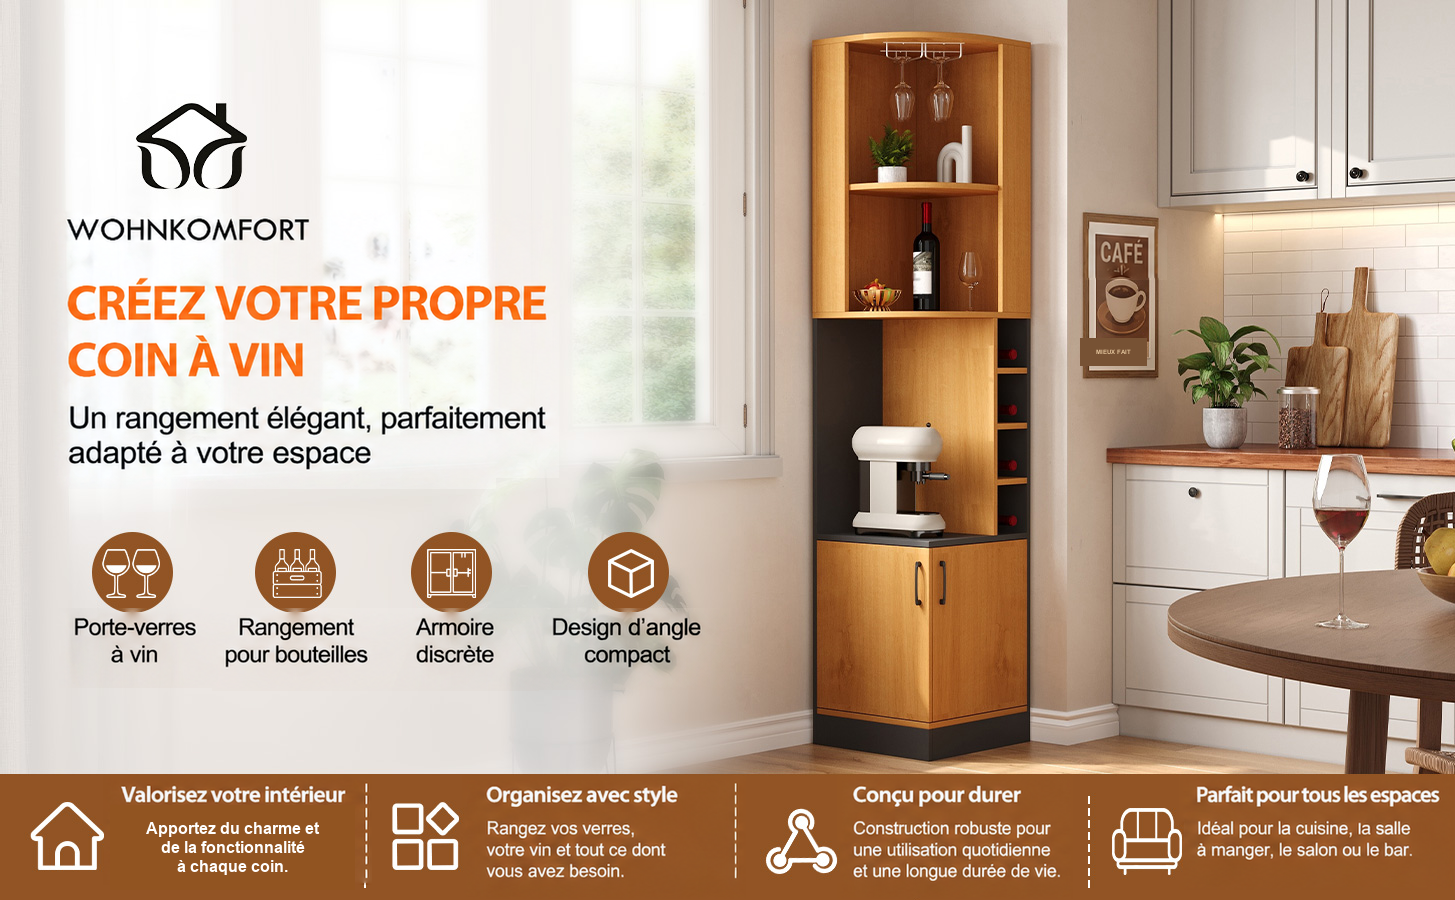 WOHNKOMFORT
CRÉEZ VOTRE PROPRE
COIN À VIN
Un rangement élégant, parfaitement
adapté à votre espace
Porte-verres
à vin
Rangement
pour bouteilles
Armoire
discrète
Design d’angle
compact
CAFÉ
MIEUX FAIT
Valorisez votre intérieur
Apportez du charme et
de la fonctionnalité
à chaque coin.
Organisez avec style
Rangez vos verres,
votre vin et tout ce dont
vous avez besoin.
Conçu pour durer
Construction robuste pour
une utilisation quotidienne
et une longue durée de vie.
Parfait pour tous les espaces
Idéal pour la cuisine, la salle
à manger, le salon ou le bar.